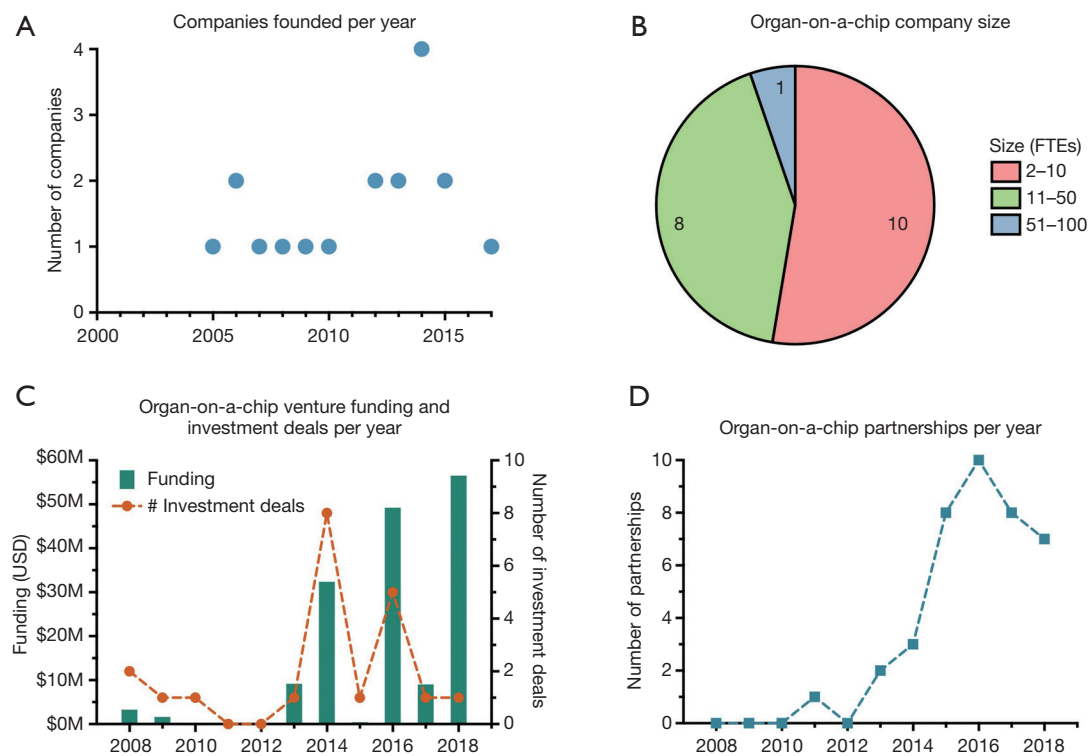 A
Companies founded per year
Number of companies
4
3
2
1
0
2000
2005
2010
2015
B
Organ-on-a-chip company size
1
8
10
Size (FTEs)
2–10
11–50
51–100
C
Organ-on-a-chip venture funding and
investment deals per year
Funding (USD)
$60M
$50M
$40M
$30M
$20M
$10M
$0M
Funding
# Investment deals
10
8
6
4
2
0
Number of investment deals
2008
2010
2012
2014
2016
2018
D
Organ-on-a-chip partnerships per year
Number of partnerships
10
8
6
4
2
0
2008
2010
2012
2014
2016
2018